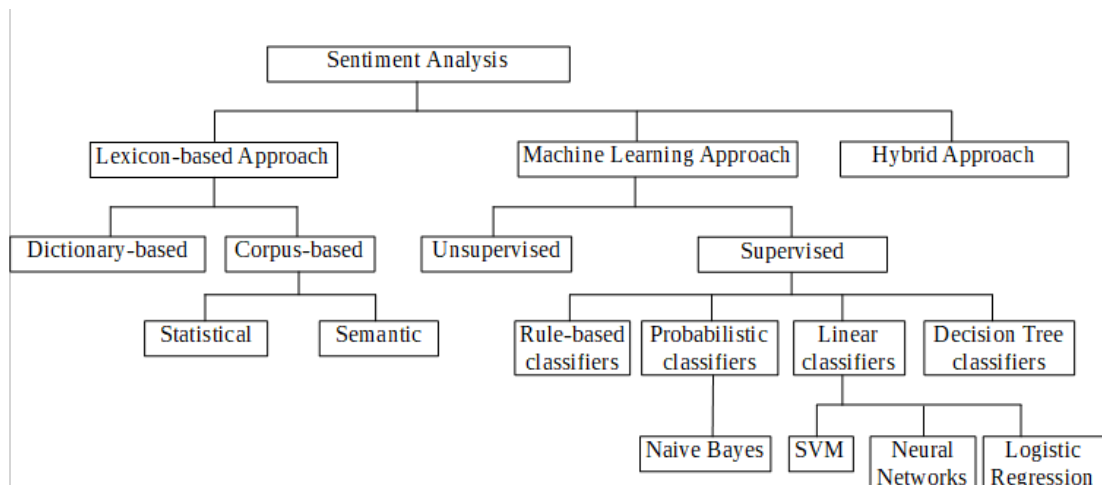 Sentiment Analysis
Lexicon-based Approach
Machine Learning Approach
Hybrid Approach
Dictionary-based
Corpus-based
Unsupervised
Supervised
Statistical
Semantic
Rule-based
classifiers
Probabilistic
classifiers
Linear
classifiers
Decision Tree
classifiers
Naive Bayes
SVM
Neural
Networks
Logistic
Regression